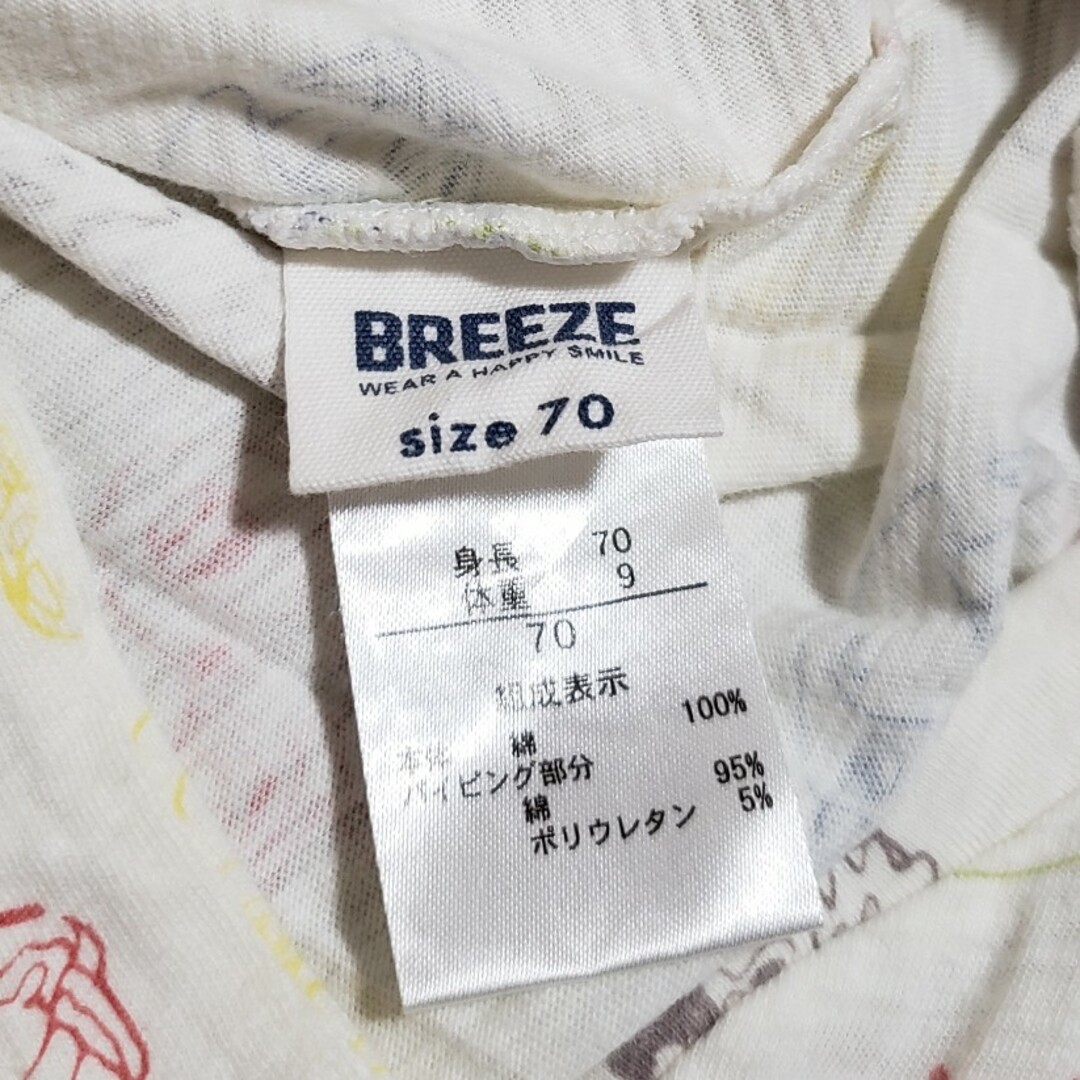 BREEZE
WEAR A HAPPY SMILE
size 70
身長 70
体重 9
70
組成表示
本体 綿 100%
パイピング部分
綿 95%
ポリウレタン 5%